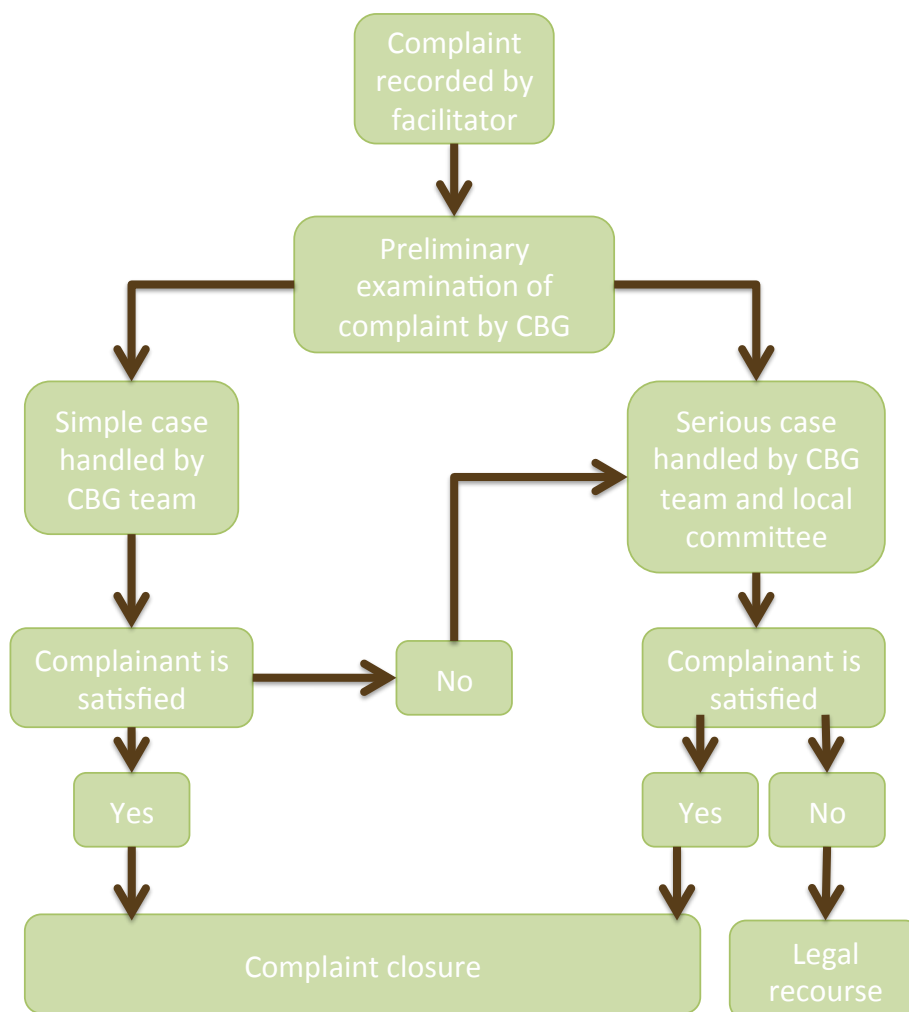 Complaint
recorded by
facilitator
Preliminary
examination of
complaint by CBG
Simple case
handled by
CBG team
Serious case
handled by CBG
team and local
committee
Complainant is
satisfied
No
Complainant is
satisfied
Yes
Yes
No
Complaint closure
Legal
recourse